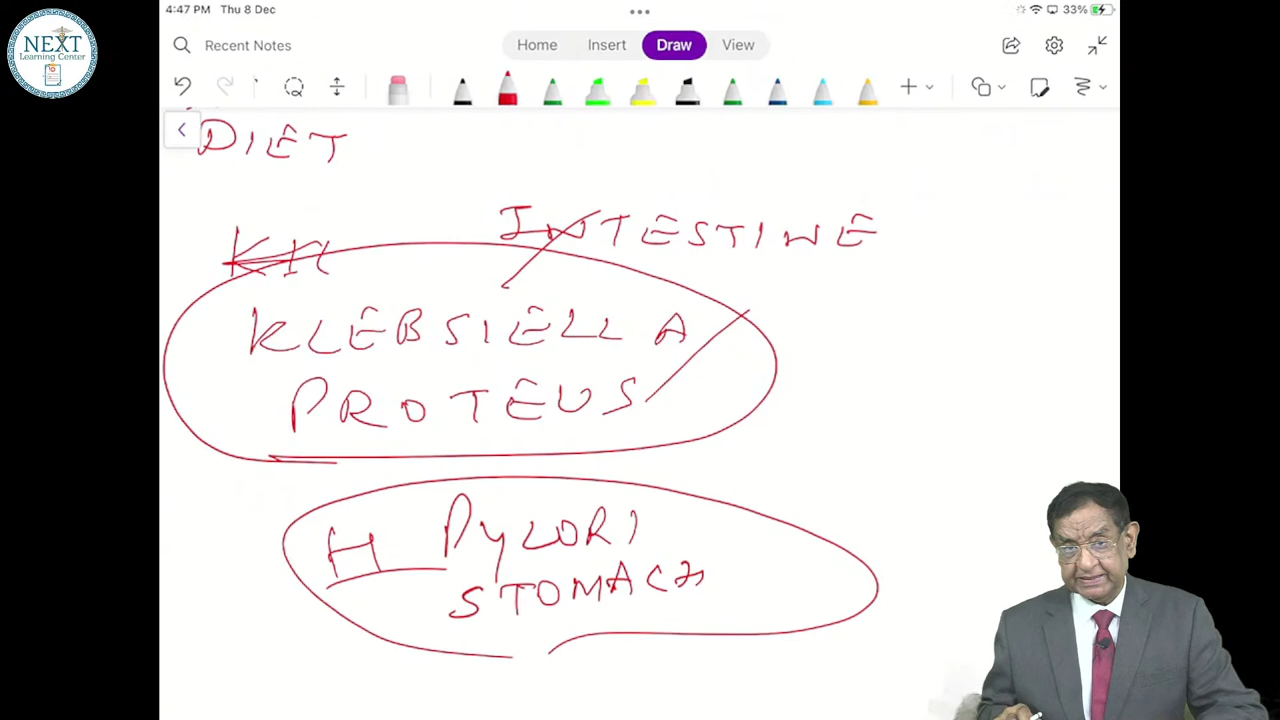 4:47 PM Thu 8 Dec
33%
NEXT
Learning Center
Recent Notes
Home Insert Draw View
DIET
INTESTINE
KLEBSIELLA
PROTEUS
H PYLORI
STOMACH